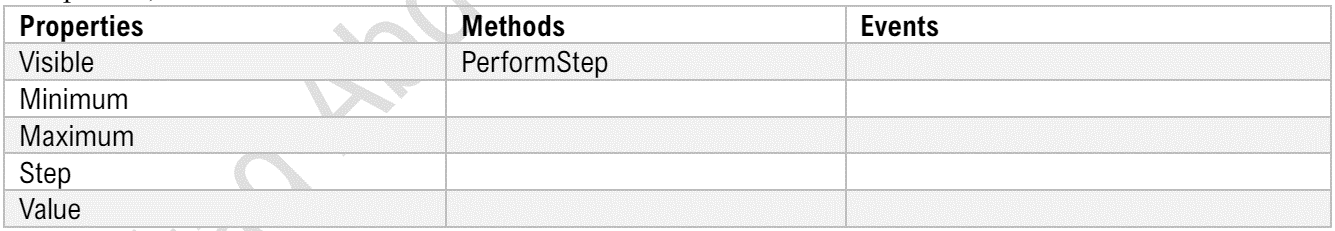 Properties Methods Events
Visible PerformStep
Minimum
Maximum
Step
Value